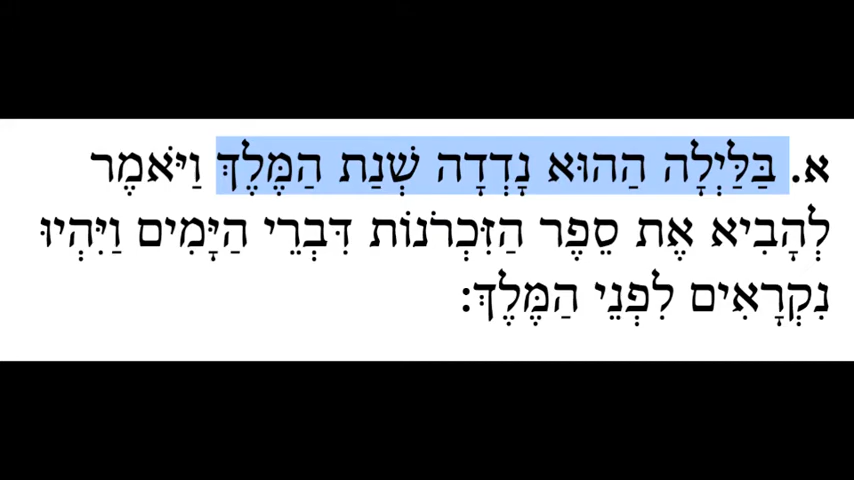 א. בַּלַּיְלָה הַהוּא נָדְדָה שְׁנַת הַמֶּלֶךְ וַיֹּאמֶר
לְהָבִיא אֶת סֵפֶר הַזִּכְרֹנוֹת דִּבְרֵי הַיָּמִים וַיִּהְיוּ
נִקְרָאִים לִפְנֵי הַמֶּלֶךְ: